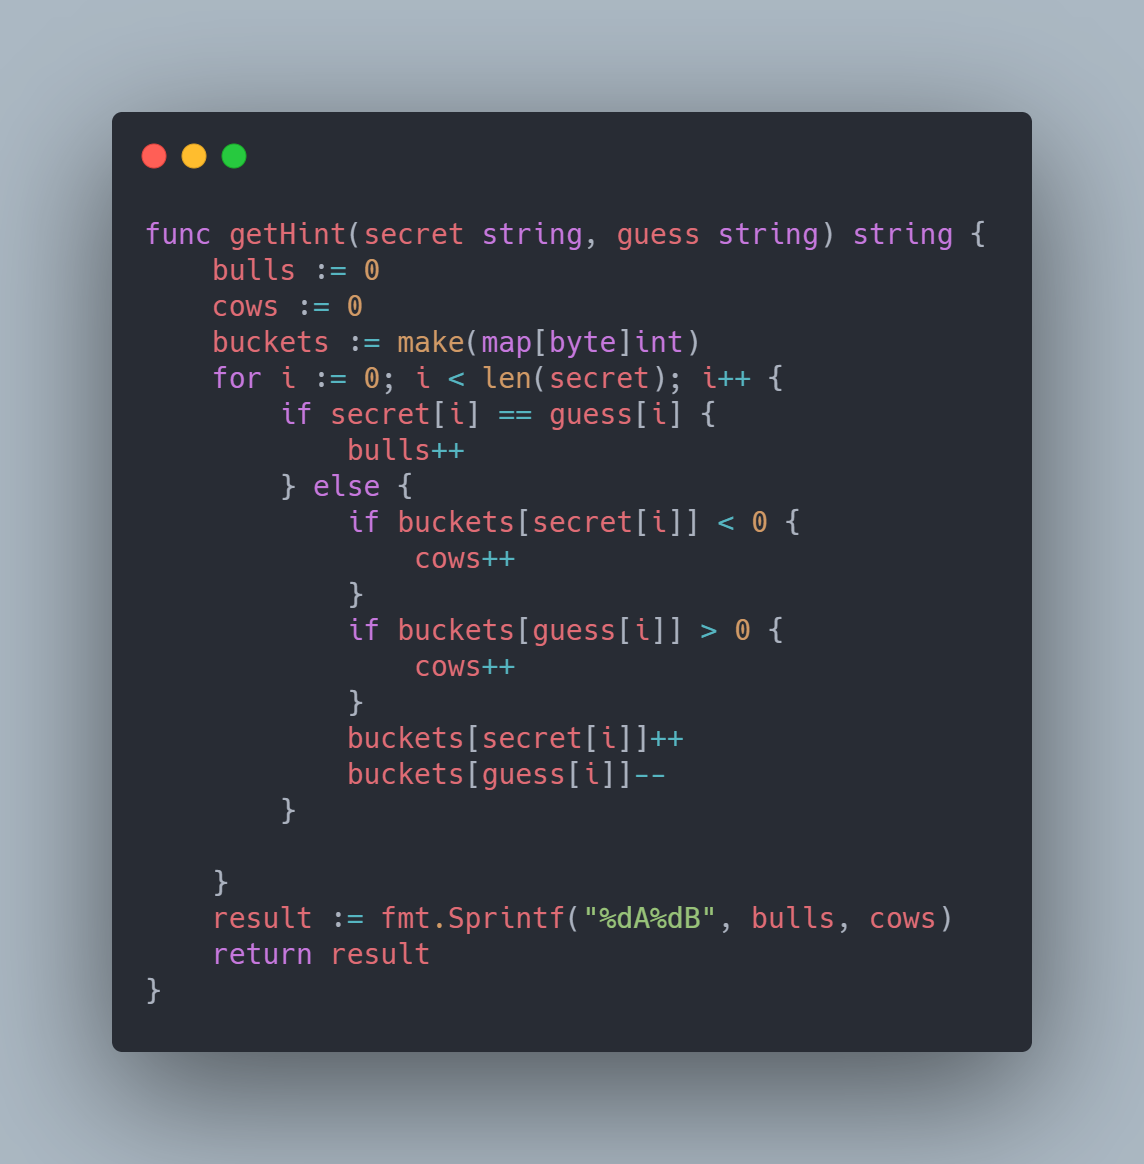 func getHint(secret string, guess string) string {
    bulls := 0
    cows := 0
    buckets := make(map[byte]int)
    for i := 0; i < len(secret); i++ {
        if secret[i] == guess[i] {
            bulls++
        } else {
            if buckets[secret[i]] < 0 {
                cows++
            }
            if buckets[guess[i]] > 0 {
                cows++
            }
            buckets[secret[i]]++
            buckets[guess[i]]--
        }

    }
    result := fmt.Sprintf("%dA%dB", bulls, cows)
    return result
}